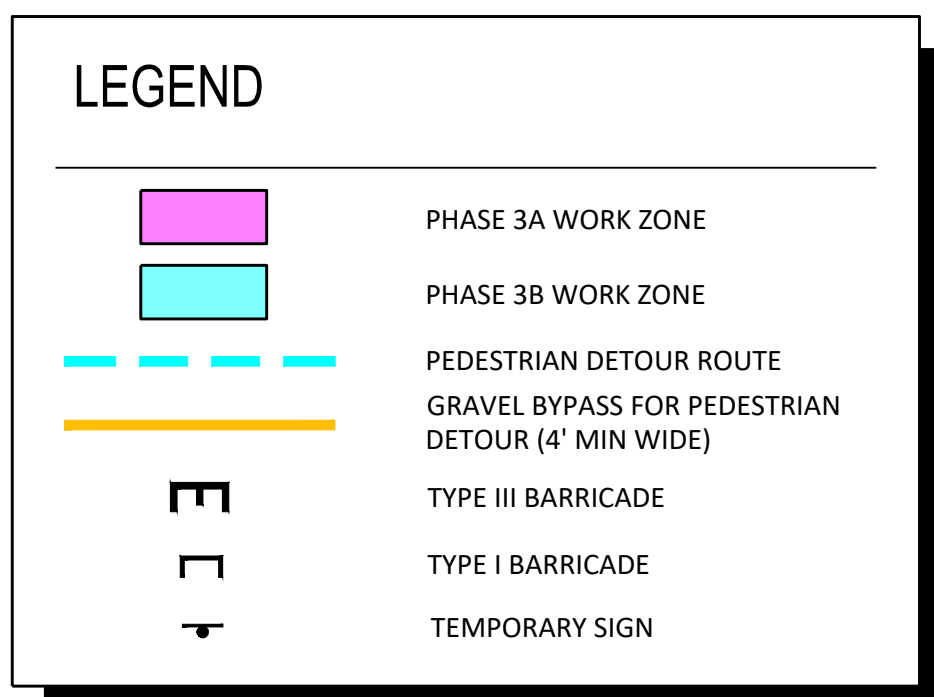 LEGEND
PHASE 3A WORK ZONE
PHASE 3B WORK ZONE
PEDESTRIAN DETOUR ROUTE
GRAVEL BYPASS FOR PEDESTRIAN
DETOUR (4' MIN WIDE)
TYPE III BARRICADE
TYPE I BARRICADE
TEMPORARY SIGN